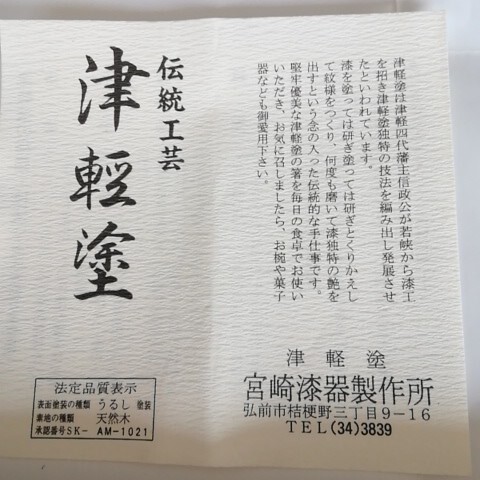 津軽塗は津軽四代藩主信政公が若峡から漆工
を招き津軽塗独特の技法を編み出し発展させ
たといわれています。
漆を塗っては研ぎ塗っては研ぎとくりかえし
て紋様をつくり、何度も磨いて漆独特の艶を
出すという念の入った伝統的な手仕事です。
堅牢優美な津軽塗の箸を毎日の食卓でお使い
いただき、お気に召しましたら、お椀や菓子
器なども御愛用下さい。
津軽塗
宮崎漆器製作所
弘前市桔梗野三丁目9-16
TEL(34)3839
伝統工芸
津輕塗
法定品質表示
表面塗装の種類 うるし 塗装
素地の種類 天然木
承認番号SK- AM-1021